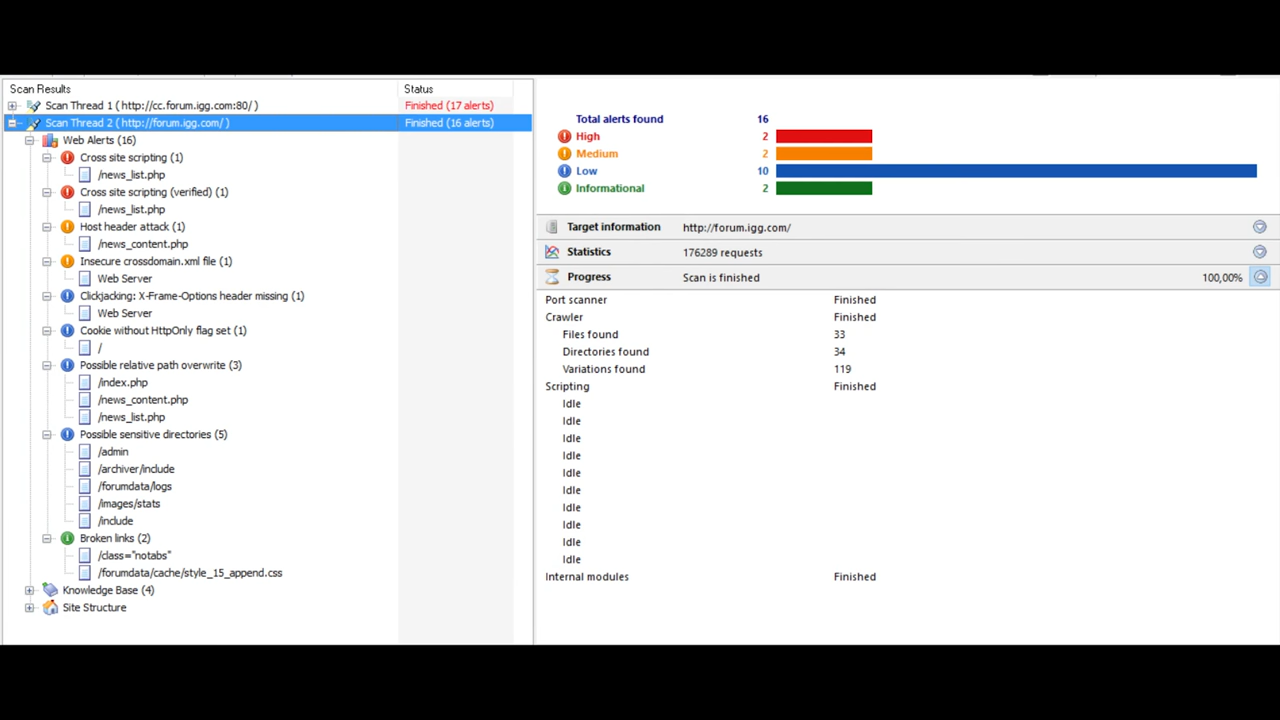 Scan Results Status
Scan Thread 1 ( http://cc.forum.igg.com:80/ ) Finished (17 alerts)
Scan Thread 2 ( http://forum.igg.com/ ) Finished (16 alerts)
Web Alerts (16)
Cross site scripting (1)
/news_list.php
Cross site scripting (verified) (1)
/news_list.php
Host header attack (1)
/news_content.php
Insecure crossdomain.xml file (1)
Web Server
Clickjacking: X-Frame-Options header missing (1)
Web Server
Cookie without HttpOnly flag set (1)
/
Possible relative path overwrite (3)
/index.php
/news_content.php
/news_list.php
Possible sensitive directories (5)
/admin
/archiver/include
/forumdata/logs
/images/stats
/include
Broken links (2)
/class="notabs"
/forumdata/cache/style_15_append.css
Knowledge Base (4)
Site Structure
Total alerts found 16
High 2
Medium 2
Low 10
Informational 2
Target information http://forum.igg.com/
Statistics 176289 requests
Progress Scan is finished 100,00%
Port scanner Finished
Crawler Finished
Files found 33
Directories found 34
Variations found 119
Scripting Finished
Idle
Idle
Idle
Idle
Idle
Idle
Idle
Idle
Idle
Idle
Internal modules Finished